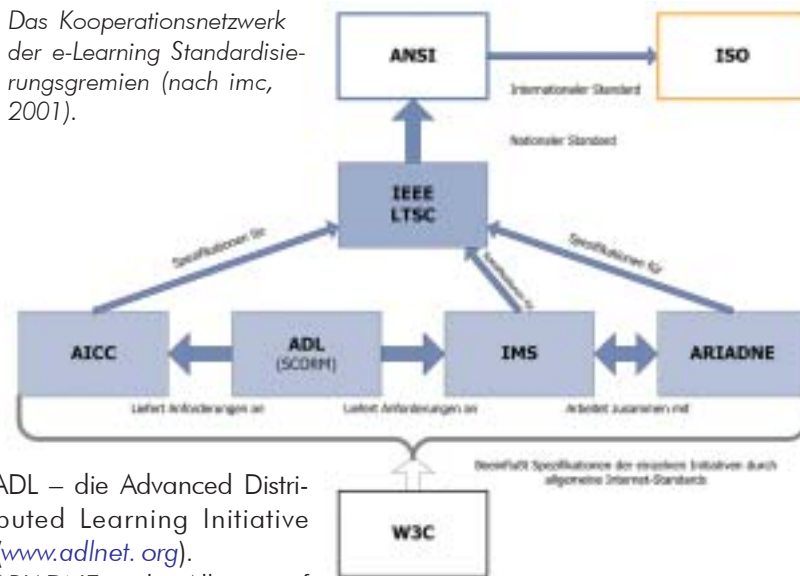 Das Kooperationsnetzwerk
der e-Learning Standardisie-
rungsgremien (nach imc,
2001).
ANSI
ISO
Internationaler Standard
Nationaler Standard
IEEE
LTSC
Spezifikationen für
Spezifikationen für
AICC
ADL
(SCORM)
IMS
ARIADNE
Liefert Anforderungen an
Liefert Anforderungen an
Arbeitet zusammen mit
Beeinflußt Spezifikationen der einzelnen Initiativen durch
allgemeine Internet-Standards
W3C
ADL – die Advanced Distri-
buted Learning Initiative
(www.adlnet. org).